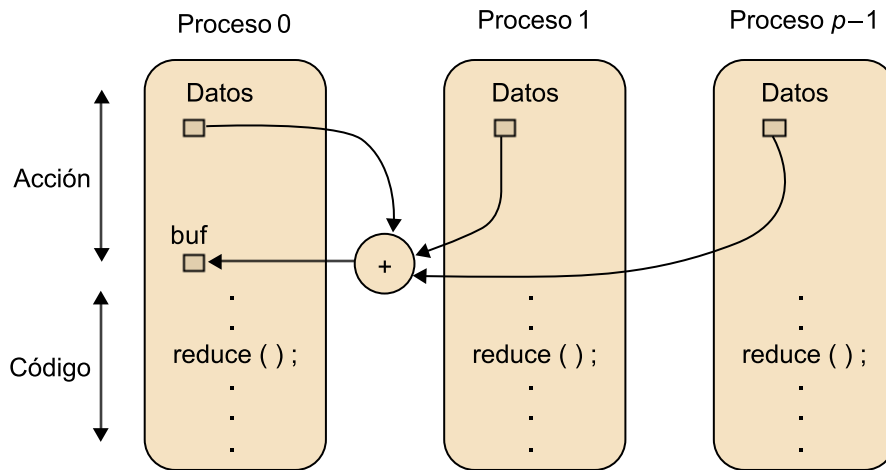 Proceso 0
Proceso 1
Proceso p−1
Datos
Datos
Datos
Acción
buf
+
Código
reduce ( ) ;
reduce ( ) ;
reduce ( ) ;